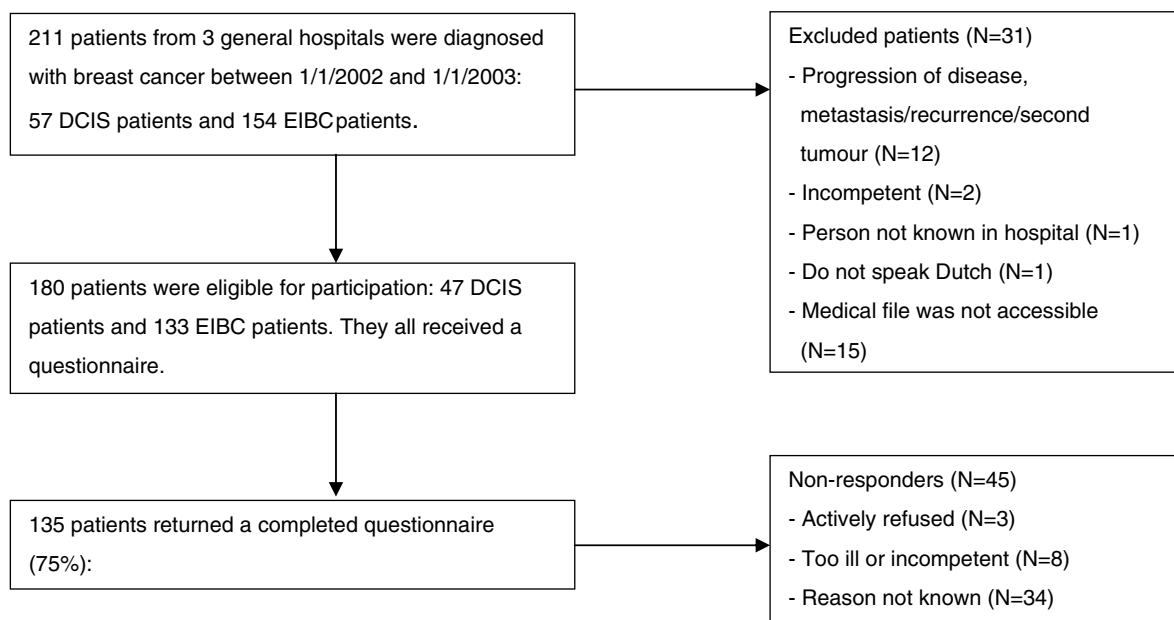 211 patients from 3 general hospitals were diagnosed
with breast cancer between 1/1/2002 and 1/1/2003:
57 DCIS patients and 154 EIBC patients.
Excluded patients (N=31)
- Progression of disease,
metastasis/recurrence/second
tumour (N=12)
- Incompetent (N=2)
- Person not known in hospital (N=1)
- Do not speak Dutch (N=1)
- Medical file was not accessible
(N=15)
180 patients were eligible for participation: 47 DCIS
patients and 133 EIBC patients. They all received a
questionnaire.
135 patients returned a completed questionnaire
(75%):
Non-responders (N=45)
- Actively refused (N=3)
- Too ill or incompetent (N=8)
- Reason not known (N=34)